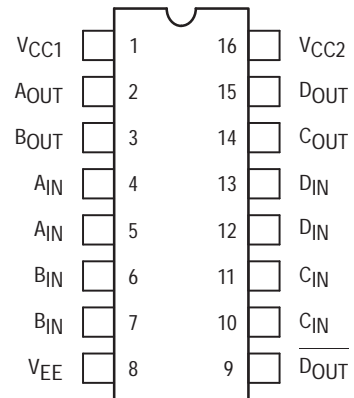 VCC1 1 16 VCC2
AOUT 2 15 DOUT
BOUT 3 14 COUT
AIN 4 13 DIN
AIN 5 12 DIN
BIN 6 11 CIN
BIN 7 10 CIN
VEE 8 9 D̅O̅U̅T̅